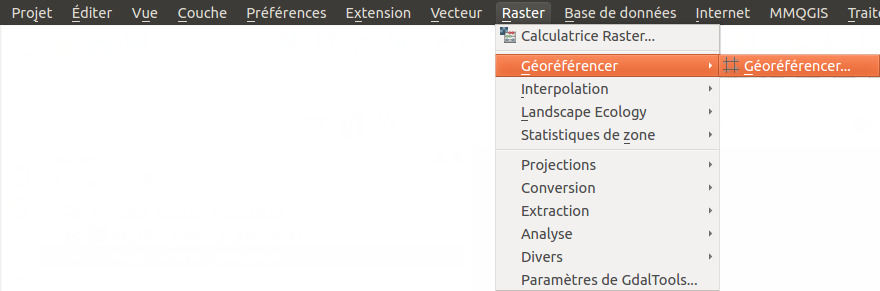 Projet Éditer Vue Couche Préférences Extension Vecteur Raster Base de données Internet MMQGIS Trait
Calculatrice Raster...
Géoréférencer Géoréférencer...
Interpolation
Landscape Ecology
Statistiques de zone
Projections
Conversion
Extraction
Analyse
Divers
Paramètres de GdalTools...